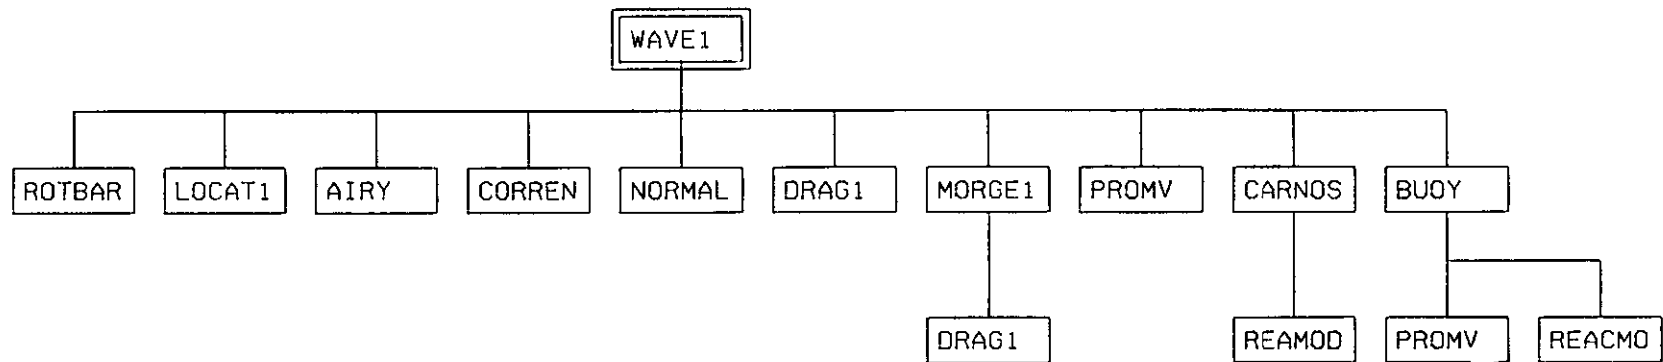 WAVE1
ROTBAR LOCAT1 AIRY CORREN NORMAL DRAG1 MORGE1 PROMV CARNOS BUOY
DRAG1 REAMOD PROMV REACMO